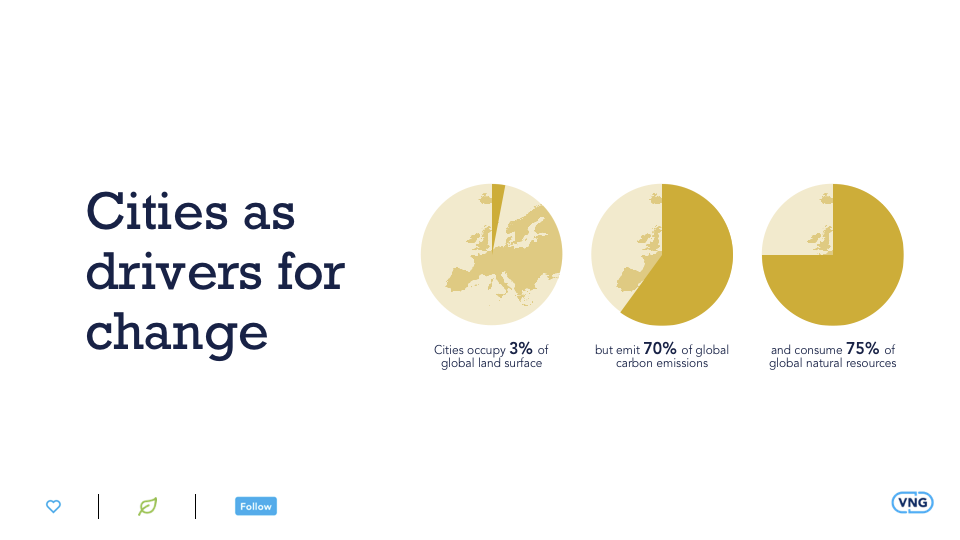 Cities as
drivers for
change
Cities occupy 3% of
global land surface
but emit 70% of global
carbon emissions
and consume 75% of
global natural resources
Follow
VNG